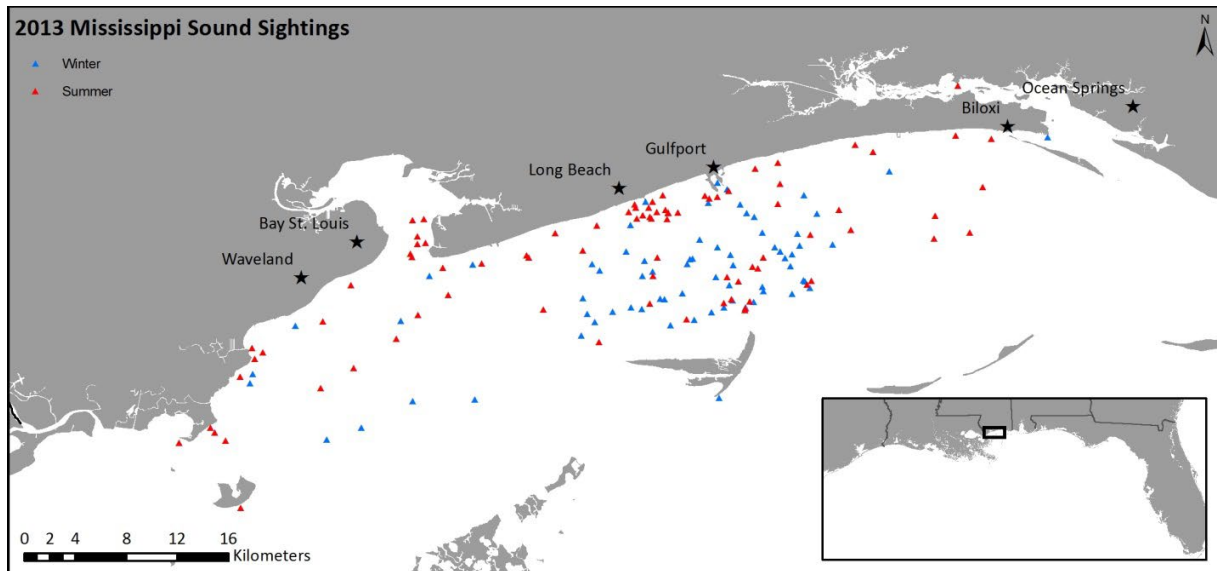 2013 Mississippi Sound Sightings
N
Winter
Summer
Ocean Springs
Biloxi
Gulfport
Long Beach
Bay St. Louis
Waveland
0 2 4 8 12 16
Kilometers